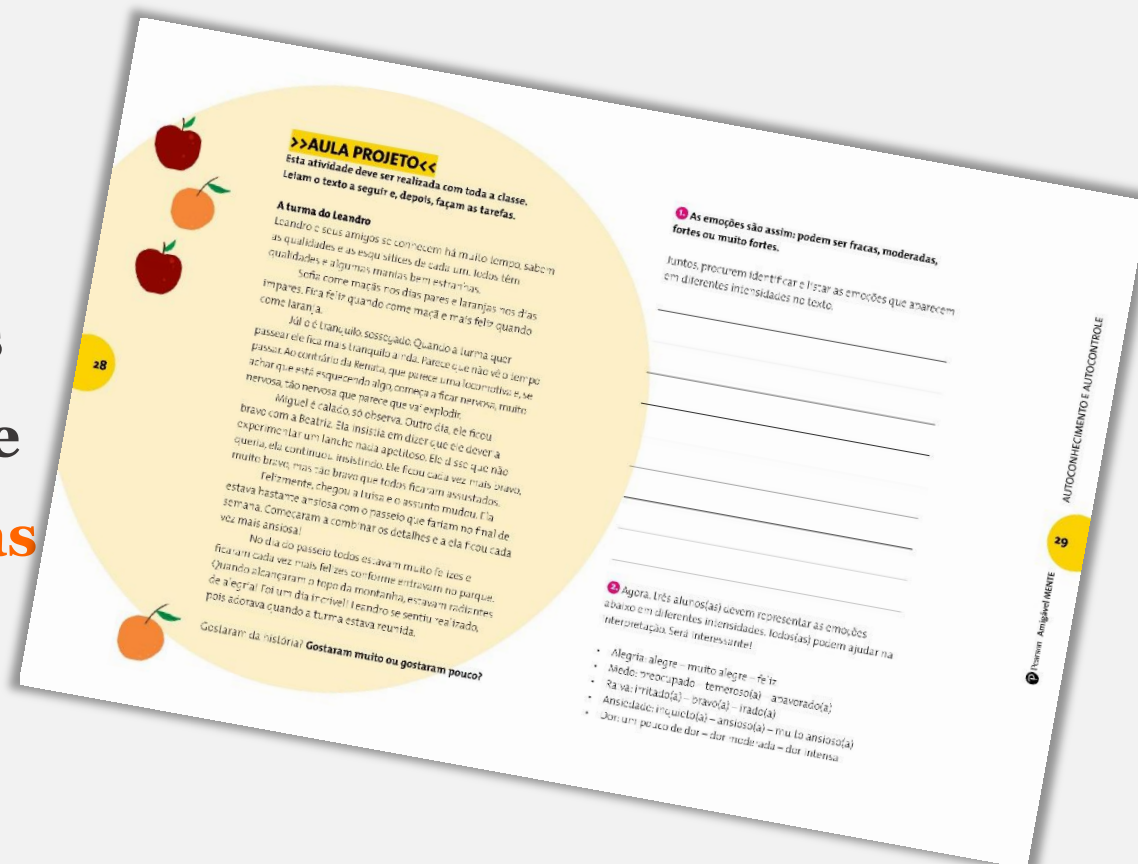 s
e
as
>>AULA PROJETO<<
Esta atividade deve ser realizada com toda a classe.
Leiam o texto a seguir e, depois, façam as tarefas.
A turma do Leandro
Leandro e seus amigos se conhecem há muito tempo, sabem
as qualidades e as esquisitices de cada um. Todos têm
qualidades e algumas manias bem estranhas.
Sofia come maçãs nos dias pares e laranjas nos dias
ímpares. Fica feliz quando come maçã e mais feliz quando
come laranja.
Júlio é tranquilo, sossegado. Quando a turma quer
passear ele fica mais tranquilo ainda. Parece que não vê o tempo
passar. Ao contrário da Renata, que parece uma locomotiva e, se
achar que está esquecendo algo, começa a ficar nervosa, muito
nervosa, tão nervosa que parece que vai explodir.
Miguel é calado, só observa. Outro dia, ele ficou
bravo com a Beatriz. Ela insistia em dizer que ele deveria
experimentar um lanche nada apetitoso. Ele disse que não
queria, ela continuou insistindo. Ele ficou cada vez mais bravo,
muito bravo, mas tão bravo que todos ficaram assustados.
Felizmente, chegou a Luísa e o assunto mudou. Ela
estava bastante ansiosa com o passeio que fariam no final de
semana. Começaram a combinar os detalhes e a ela ficou cada
vez mais ansiosa!
No dia do passeio todos estavam muito felizes e
ficaram cada vez mais felizes conforme entravam no parque.
Quando alcançaram o topo da montanha, estavam radiantes
de alegria! Foi um dia incrível! Leandro se sentiu realizado,
pois adorava quando a turma estava reunida.
Gostaram da história? Gostaram muito ou gostaram pouco?
28
1. As emoções são assim: podem ser fracas, moderadas,
fortes ou muito fortes.
Juntos, procurem identificar e listar as emoções que aparecem
em diferentes intensidades no texto.
2. Agora, três alunos(as) devem representar as emoções
abaixo em diferentes intensidades. Todos(as) podem ajudar na
interpretação. Será interessante!
• Alegria: alegre – muito alegre – feliz
• Medo: preocupado – temeroso(a) – apavorado(a)
• Raiva: irritado(a) – bravo(a) – irado(a)
• Ansiedade: inquieto(a) – ansioso(a) – muito ansioso(a)
• Dor: um pouco de dor – dor moderada – dor intensa
AUTOCONHECIMENTO E AUTOCONTROLE
29
Pearson Amigável MENTE